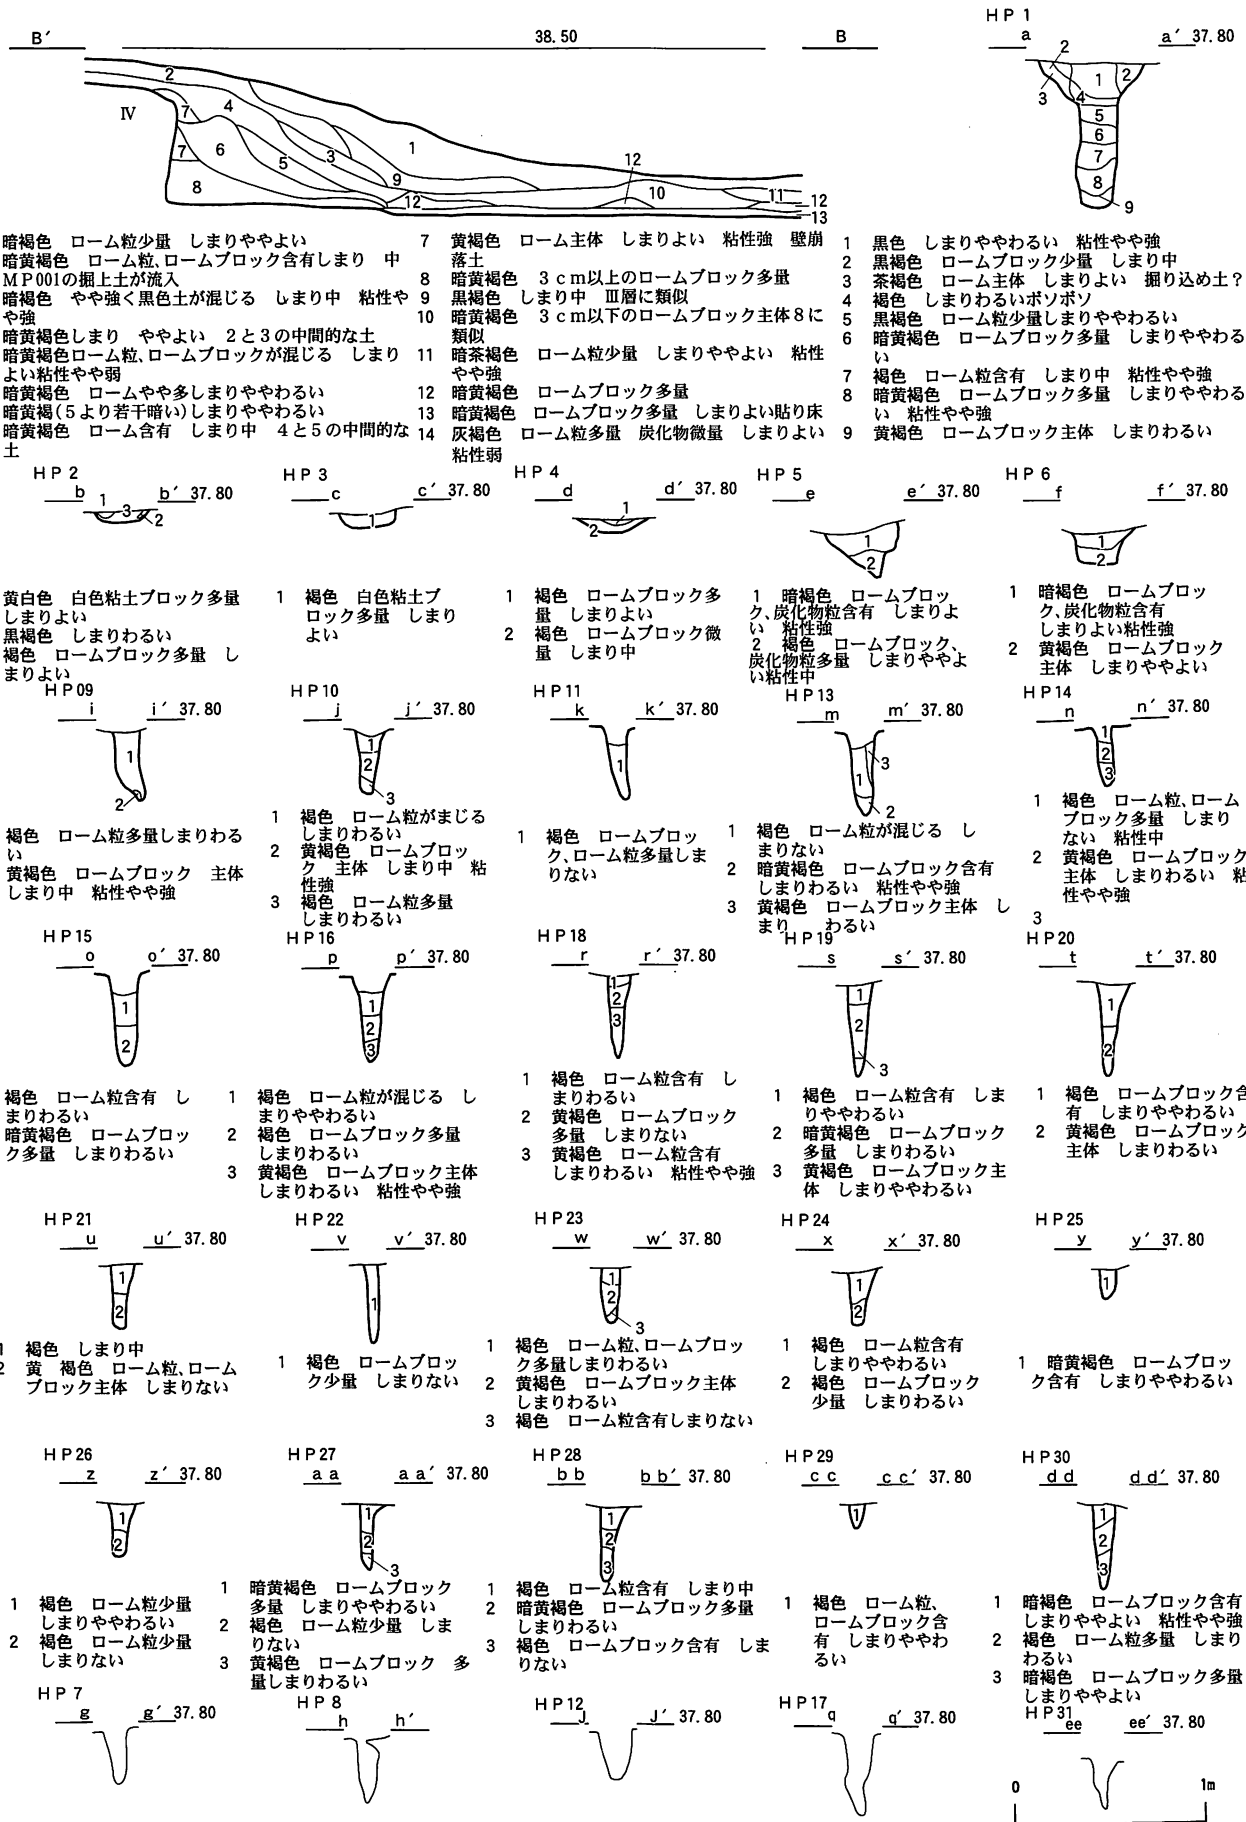 B′ 38.50 B
HP1
a a′ 37.80
2
3
1
2
4
5
6
7
8
9
2
Ⅳ
7
4
7
6
5
8
3
1
9
12
12
10
11
12
13
暗褐色 ローム粒少量 しまりややよい
暗黄褐色 ローム粒、ロームブロック含有しまり 中
MP001の掘上土が流入
暗褐色 やや強く黒色土が混じる しまり中 粘性や
や強
暗黄褐色しまり ややよい 2と3の中間的な土
暗黄褐色ローム粒、ロームブロックが混じる しまり
よい粘性やや弱
暗黄褐色 ロームやや多しまりややわるい
暗黄褐(5より若干暗い)しまりややわるい
暗黄褐色 ローム含有 しまり中 4と5の中間的な
土
7 黄褐色 ローム主体 しまりよい 粘性強 壁崩
落土
8 暗黄褐色 3cm以上のロームブロック多量
9 黒褐色 しまり中 Ⅲ層に類似
10 暗黄褐色 3cm以下のロームブロック主体8に
類似
11 暗茶褐色 ローム粒少量 しまりややよい 粘性
やや強
12 暗黄褐色 ロームブロック多量
13 暗黄褐色 ロームブロック多量 しまりよい貼り床
14 灰褐色 ローム粒多量 炭化物微量 しまりよい
粘性弱
1 黒色 しまりややわるい 粘性やや強
2 黒褐色 ロームブロック少量 しまり中
3 茶褐色 ローム主体 しまりよい 掘り込め土?
4 褐色 しまりわるいボソボソ
5 黒褐色 ローム粒少量しまりややわるい
6 暗黄褐色 ロームブロック多量 しまりややわる
い
7 褐色 ローム粒含有 しまり中 粘性やや強
8 暗黄褐色 ロームブロック多量 しまりややわる
い 粘性やや強
9 黄褐色 ロームブロック主体 しまりわるい
HP2
b b′ 37.80
1
3
2
黄白色 白色粘土ブロック多量
しまりよい
黒褐色 しまりわるい
褐色 ロームブロック多量 し
まりよい
HP3
c c′ 37.80
1
1 褐色 白色粘土ブ
ロック多量 しまり
よい
HP4
d d′ 37.80
1
2
1 褐色 ロームブロック多
量 しまりよい
2 褐色 ロームブロック微
量 しまり中
HP5
e e′ 37.80
1
2
1 暗褐色 ロームブロッ
ク、炭化物粒含有 しまりよ
い 粘性強
2 褐色 ロームブロック、
炭化物粒多量 しまりややよ
い粘性中
HP6
f f′ 37.80
1
2
1 暗褐色 ロームブロッ
ク、炭化物粒含有
しまりよい粘性強
2 黄褐色 ロームブロック
主体 しまりややよい
HP09
i i′ 37.80
1
2
褐色 ローム粒多量しまりわる
い
黄褐色 ロームブロック 主体
しまり中 粘性やや強
HP10
j j′ 37.80
1
2
3
1 褐色 ローム粒がまじる
しまりわるい
2 黄褐色 ロームブロッ
ク 主体 しまり中 粘
性強
3 褐色 ローム粒多量
しまりわるい
HP11
k k′ 37.80
1
1 褐色 ロームブロッ
ク、ローム粒多量しま
りない
HP13
m m′ 37.80
3
1
2
1 褐色 ローム粒が混じる し
まりない
2 暗黄褐色 ロームブロック含有
しまりわるい 粘性やや強
3 黄褐色 ロームブロック主体 し
まり わるい
HP14
n n′ 37.80
1
2
3
1 褐色 ローム粒、ローム
ブロック多量 しまり
ない 粘性中
2 黄褐色 ロームブロック
主体 しまりわるい 粘
性やや強
3
HP15
o o′ 37.80
1
2
褐色 ローム粒含有 し
まりわるい
暗黄褐色 ロームブロッ
ク多量 しまりわるい
HP16
p p′ 37.80
1
2
3
1 褐色 ローム粒が混じる し
まりややわるい
2 褐色 ロームブロック多量
しまりわるい
3 黄褐色 ロームブロック主体
しまりわるい 粘性やや強
HP18
r r′ 37.80
1
2
3
1 褐色 ローム粒含有 し
まりわるい
2 黄褐色 ロームブロック
多量 しまりない
3 黄褐色 ローム粒含有
しまりわるい 粘性やや強
HP19
s s′ 37.80
1
2
3
1 褐色 ローム粒含有 しま
りややわるい
2 暗黄褐色 ロームブロック
多量 しまりわるい
3 黄褐色 ロームブロック主
体 しまりややわるい
HP20
t t′ 37.80
1
2
1 褐色 ロームブロック含
有 しまりややわるい
2 黄褐色 ロームブロック
主体 しまりわるい
HP21
u u′ 37.80
1
2
1 褐色 しまり中
2 黄 褐色 ローム粒、ローム
ブロック主体 しまりない
HP22
v v′ 37.80
1
1 褐色 ロームブロッ
ク少量 しまりない
HP23
w w′ 37.80
1
2
3
1 褐色 ローム粒、ロームブロッ
ク多量しまりわるい
2 黄褐色 ロームブロック主体
しまりわるい
3 褐色 ローム粒含有しまりない
HP24
x x′ 37.80
1
2
1 褐色 ローム粒含有
しまりややわるい
2 褐色 ロームブロック
少量 しまりわるい
HP25
y y′ 37.80
1
1 暗黄褐色 ロームブロッ
ク含有 しまりややわるい
HP26
z z′ 37.80
1
2
1 褐色 ローム粒少量
しまりややわるい
2 褐色 ローム粒少量
しまりない
HP27
aa aa′ 37.80
1
2
3
1 暗黄褐色 ロームブロック
多量 しまりややわるい
2 褐色 ローム粒少量 しま
りない
3 黄褐色 ロームブロック 多
量しまりわるい
HP28
bb bb′ 37.80
1
2
3
1 褐色 ローム粒含有 しまり中
2 暗黄褐色 ロームブロック多量
しまりわるい
3 褐色 ロームブロック含有 しま
りない
HP29
cc cc′ 37.80
1
1 褐色 ローム粒、
ロームブロック含
有 しまりややわ
るい
HP30
dd dd′ 37.80
1
2
3
1 暗褐色 ロームブロック含有
しまりややよい 粘性やや強
2 褐色 ローム粒多量 しまり
わるい
3 暗褐色 ロームブロック多量
しまりややよい
HP7
g g′ 37.80
HP8
h h′
HP12
J J′ 37.80
HP17
q q′ 37.80
HP31
ee ee′ 37.80
0 1m